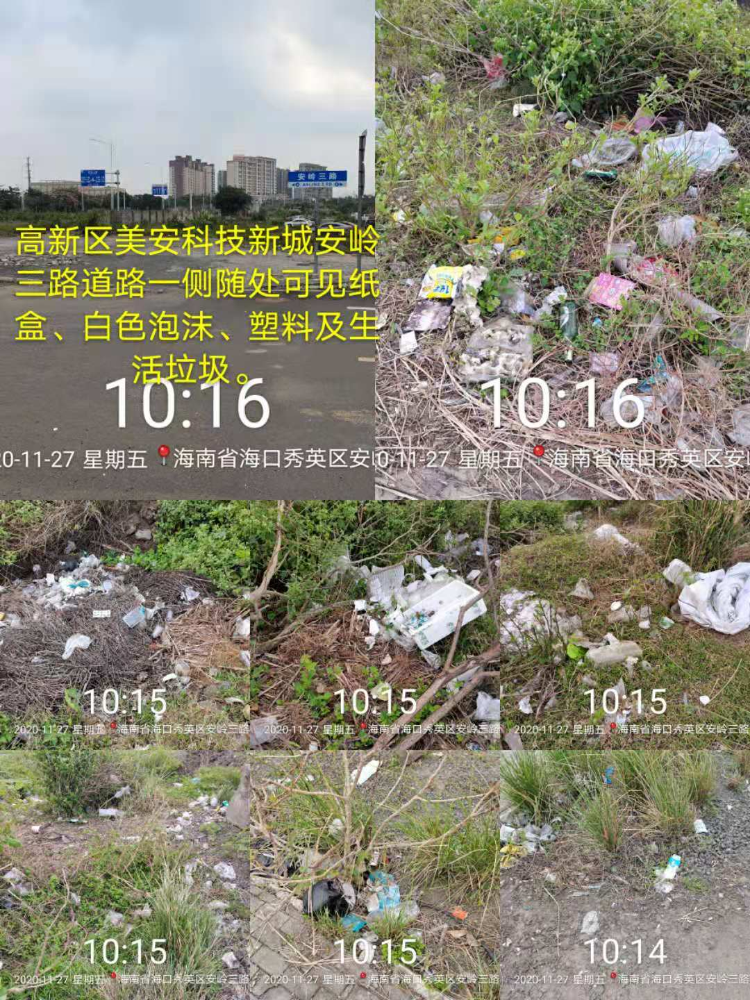 安岭三路
ANLING 3 RD
高新区美安科技新城安岭
三路道路一侧随处可见纸
盒、白色泡沫、塑料及生
活垃圾。
10:16
20-11-27 星期五 海南省海口秀英区安
10:16
0-11-27 星期五 海南省海口秀英区安
10:15
2020-11-27 星期五 海南省海口秀英区安岭三路
10:15
2020-11-27 星期五 海南省海口秀英区安岭三路
10:15
2020-11-27 星期五 海南省海口秀英区安岭三路
10:15
2020-11-27 星期五 海南省海口秀英区安岭三路
10:15
2020-11-27 星期五 海南省海口秀英区安岭三路
10:14
2020-11-27 星期五 海南省海口秀英区安岭三路